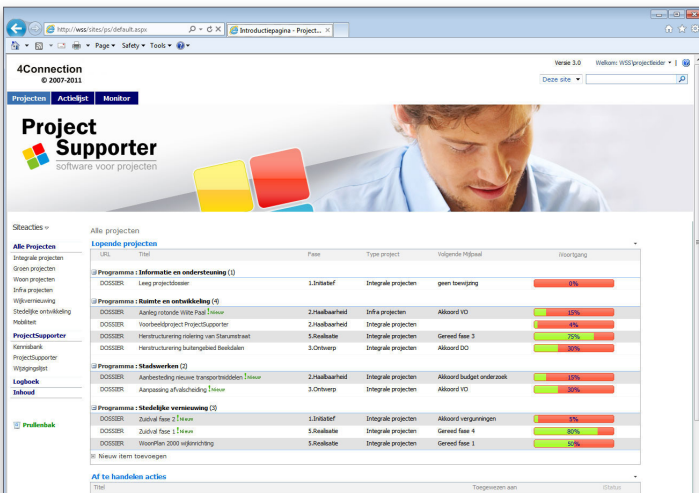 http://wss/sites/ps/default.aspx
Introductiepagina - Project...
Page Safety Tools
4Connection
© 2007-2011
Versie 3.0 Welkom: WSS\projectleider
Deze site
Projecten Actielijst Monitor
Project
Supporter
software voor projecten
Siteacties
Alle projecten
Alle Projecten
Integrale projecten
Groen projecten
Woon projecten
Infra projecten
Wijkvernieuwing
Stedelijke ontwikkeling
Mobiliteit
ProjectSupporter
Kennisbank
ProjectSupporter
Wijzigingslijst
Logboek
Inhoud
Prullenbak
Lopende projecten
URL Titel Fase Type project Volgende Mijlpaal iVoortgang
Programma : Informatie en ondersteuning (1)
DOSSIER Leeg projectdossier 1.Initiatief Integrale projecten geen toewijzing 0%
Programma : Ruimte en ontwikkeling (4)
DOSSIER Aanleg rotonde Witte Paal Nieuw 2.Haalbaarheid Infra projecten Akkoord VO 15%
DOSSIER Voorbeeldproject ProjectSupporter 2.Haalbaarheid Integrale projecten 4%
DOSSIER Herstructurering riolering van Starumstraat 5.Realisatie Integrale projecten Gereed fase 3 75%
DOSSIER Herstructurering buitengebied Beekdalen 3.Ontwerp Integrale projecten Akkoord DO 30%
Programma : Stadswerken (2)
DOSSIER Aanbesteding nieuwe transportmiddelen Nieuw 2.Haalbaarheid Integrale projecten Akkoord budget onderzoek 15%
DOSSIER Aanpassing afvalscheiding Nieuw 3.Ontwerp Integrale projecten Akkoord VO 30%
Programma : Stedelijke vernieuwing (3)
DOSSIER Zuidval fase 2 Nieuw 1.Initiatief Integrale projecten Akkoord vergunningen 5%
DOSSIER Zuidval fase 1 Nieuw 5.Realisatie Integrale projecten Gereed fase 4 80%
DOSSIER WoonPlan 2000 wijkinrichting 5.Realisatie Integrale projecten Gereed fase 1 50%
Nieuw item toevoegen
Af te handelen acties
Titel Toegewezen aan Status